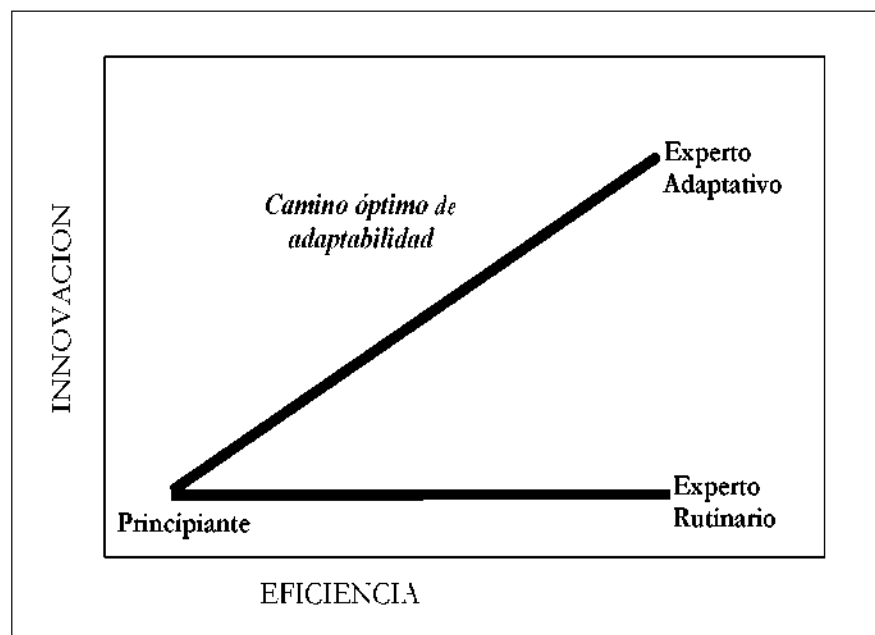 Experto
Adaptativo
Camino óptimo de
adaptabilidad
INNOVACION
Experto
Rutinario
Principiante
EFICIENCIA